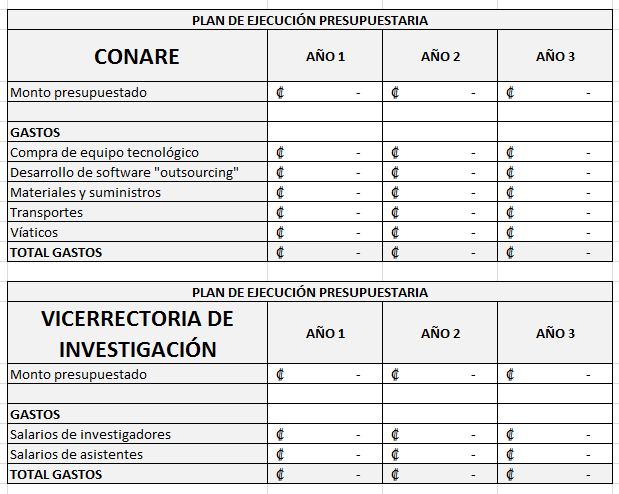 PLAN DE EJECUCIÓN PRESUPUESTARIA
CONARE AÑO 1 AÑO 2 AÑO 3
Monto presupuestado ₡ - ₡ - ₡ -
GASTOS
Compra de equipo tecnológico ₡ - ₡ - ₡ -
Desarrollo de software "outsourcing" ₡ - ₡ - ₡ -
Materiales y suministros ₡ - ₡ - ₡ -
Transportes ₡ - ₡ - ₡ -
Víaticos ₡ - ₡ - ₡ -
TOTAL GASTOS ₡ - ₡ - ₡ -
PLAN DE EJECUCIÓN PRESUPUESTARIA
VICERRECTORIA DE
INVESTIGACIÓN AÑO 1 AÑO 2 AÑO 3
Monto presupuestado ₡ - ₡ - ₡ -
GASTOS
Salarios de investigadores ₡ - ₡ - ₡ -
Salarios de asistentes ₡ - ₡ - ₡ -
TOTAL GASTOS ₡ - ₡ - ₡ -